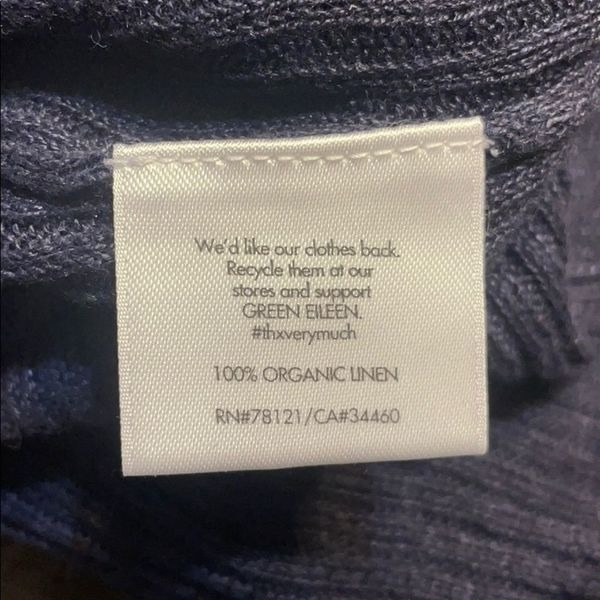 We'd like our clothes back.
Recycle them at our
stores and support
GREEN EILEEN.
#thxverymuch
100% ORGANIC LINEN
RN#78121/CA#34460